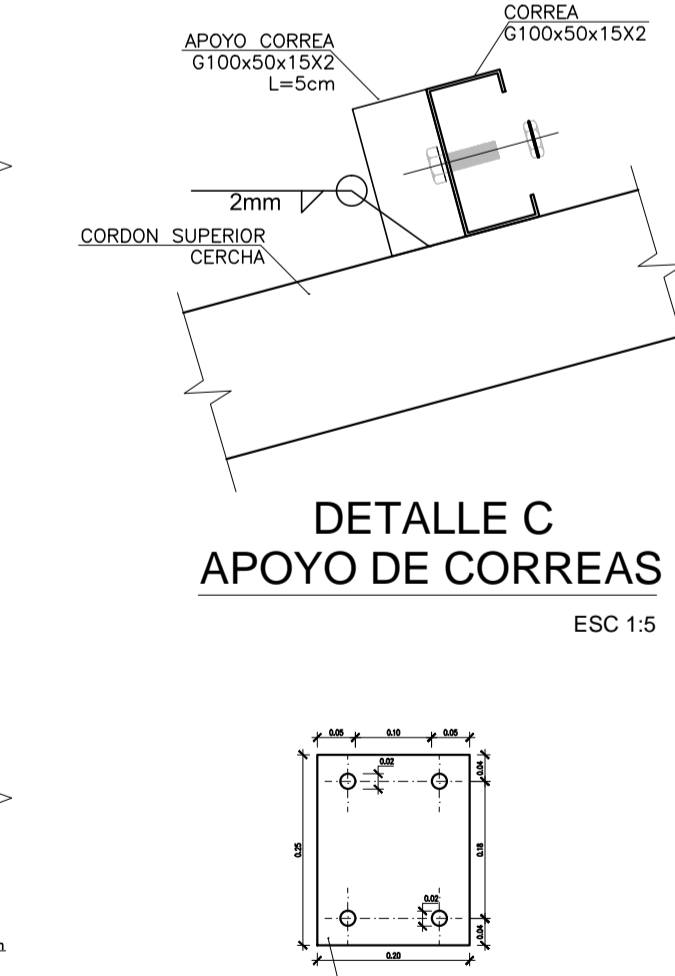 CORREA
G100x50x15X2
APOYO CORREA
G100x50x15X2
L=5cm
2mm
CORDON SUPERIOR
CERCHA
DETALLE C
APOYO DE CORREAS
ESC 1:5
0.05 0.10 0.05
0.02
0.04
0.25
0.18
0.02
0.04
0.20